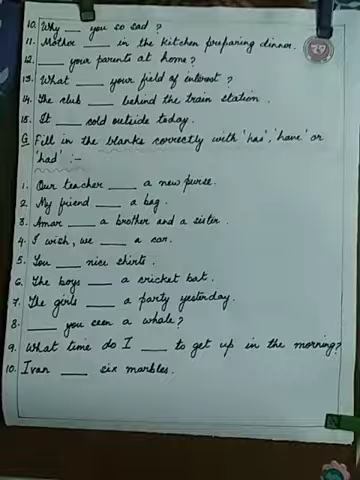 10. Why ___ you so sad ?
11. Mother ___ in the kitchen preparing dinner.
12. ___ your parents at home?
13. What ___ your field of interest ?
14. The club ___ behind the train station.
15. It ___ cold outside today.
G Fill in the blanks correctly with 'has', 'have' or
'had' :-
1. Our teacher ___ a new purse.
2. My friend ___ a bag.
3. Amar ___ a brother and a sister.
4. I wish, we ___ a car.
5. You ___ nice shirts.
6. The boys ___ a cricket bat.
7. The girls ___ a party yesterday.
8. ___ you seen a whale?
9. What time do I ___ to get up in the morning?
10. Ivan ___ six marbles.